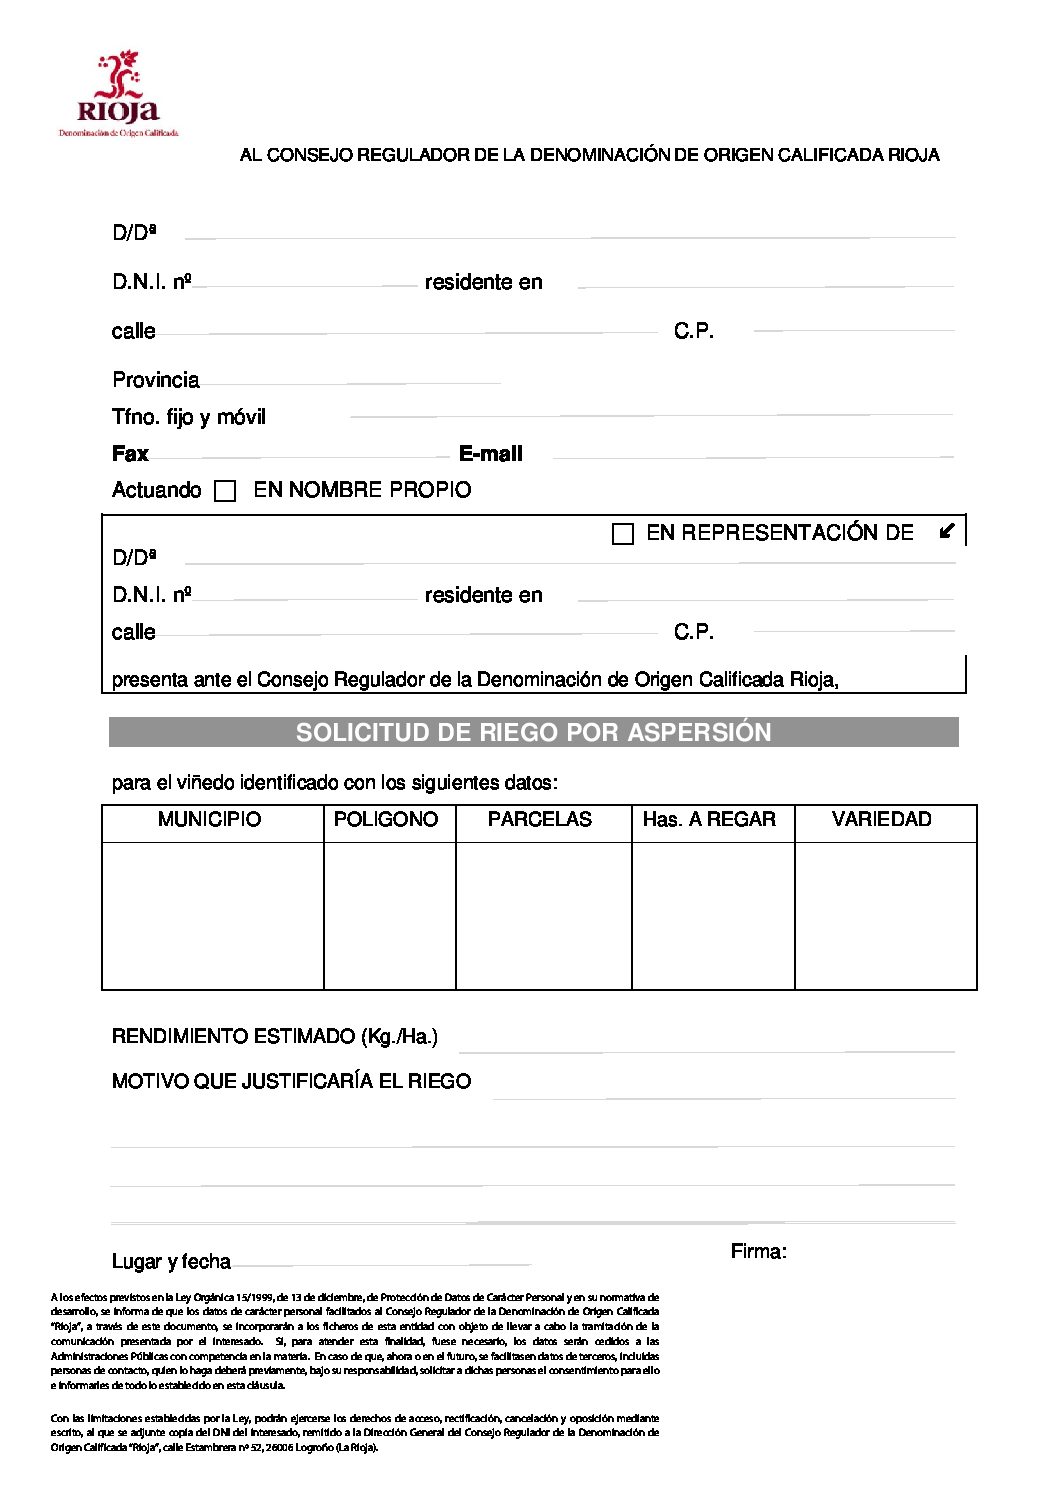 RIOJa
Denominación de Origen Calificada
AL CONSEJO REGULADOR DE LA DENOMINACIÓN DE ORIGEN CALIFICADA RIOJA
D/Dª
D.N.I. nº residente en
calle C.P.
Provincia
Tfno. fijo y móvil
Fax E-mail
Actuando EN NOMBRE PROPIO
EN REPRESENTACIÓN DE
D/Dª
D.N.I. nº residente en
calle C.P.
presenta ante el Consejo Regulador de la Denominación de Origen Calificada Rioja,
SOLICITUD DE RIEGO POR ASPERSIÓN
para el viñedo identificado con los siguientes datos:
MUNICIPIO POLIGONO PARCELAS Has. A REGAR VARIEDAD
RENDIMIENTO ESTIMADO (Kg./Ha.)
MOTIVO QUE JUSTIFICARÍA EL RIEGO
Firma:
Lugar y fecha
A los efectos previstos en la Ley Orgánica 15/1999, de 13 de diciembre, de Protección de Datos de Carácter Personal y en su normativa de
desarrollo, se informa de que los datos de carácter personal facilitados al Consejo Regulador de la Denominación de Origen Calificada
"Rioja", a través de este documento, se incorporarán a los ficheros de esta entidad con objeto de llevar a cabo la tramitación de la
comunicación presentada por el interesado. Si, para atender esta finalidad, fuese necesario, los datos serán cedidos a las
Administraciones Públicas con competencia en la materia. En caso de que, ahora o en el futuro, se facilitasen datos de terceros, incluidas
personas de contacto, quien lo haga deberá previamente, bajo su responsabilidad, solicitar a dichas personas el consentimiento para ello
e informarles de todo lo establecido en esta cláusula.
Con las limitaciones establecidas por la Ley, podrán ejercerse los derechos de acceso, rectificación, cancelación y oposición mediante
escrito, al que se adjunte copia del DNI del interesado, remitido a la Dirección General del Consejo Regulador de la Denominación de
Origen Calificada "Rioja", calle Estambrera nº 52, 26006 Logroño (La Rioja).